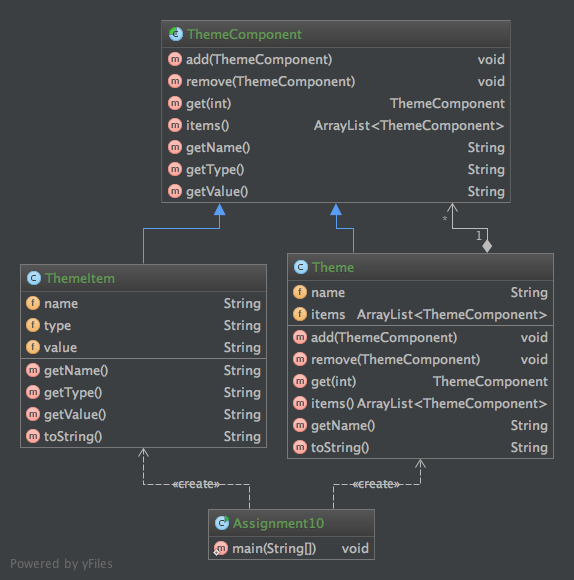 ThemeComponent
add(ThemeComponent) void
remove(ThemeComponent) void
get(int) ThemeComponent
items() ArrayList<ThemeComponent>
getName() String
getType() String
getValue() String
*
1
ThemeItem
name String
type String
value String
getName() String
getType() String
getValue() String
toString() String
Theme
name String
items ArrayList<ThemeComponent>
add(ThemeComponent) void
remove(ThemeComponent) void
get(int) ThemeComponent
items() ArrayList<ThemeComponent>
getName() String
toString() String
«create»
«create»
Assignment10
main(String[]) void
Powered by yFiles